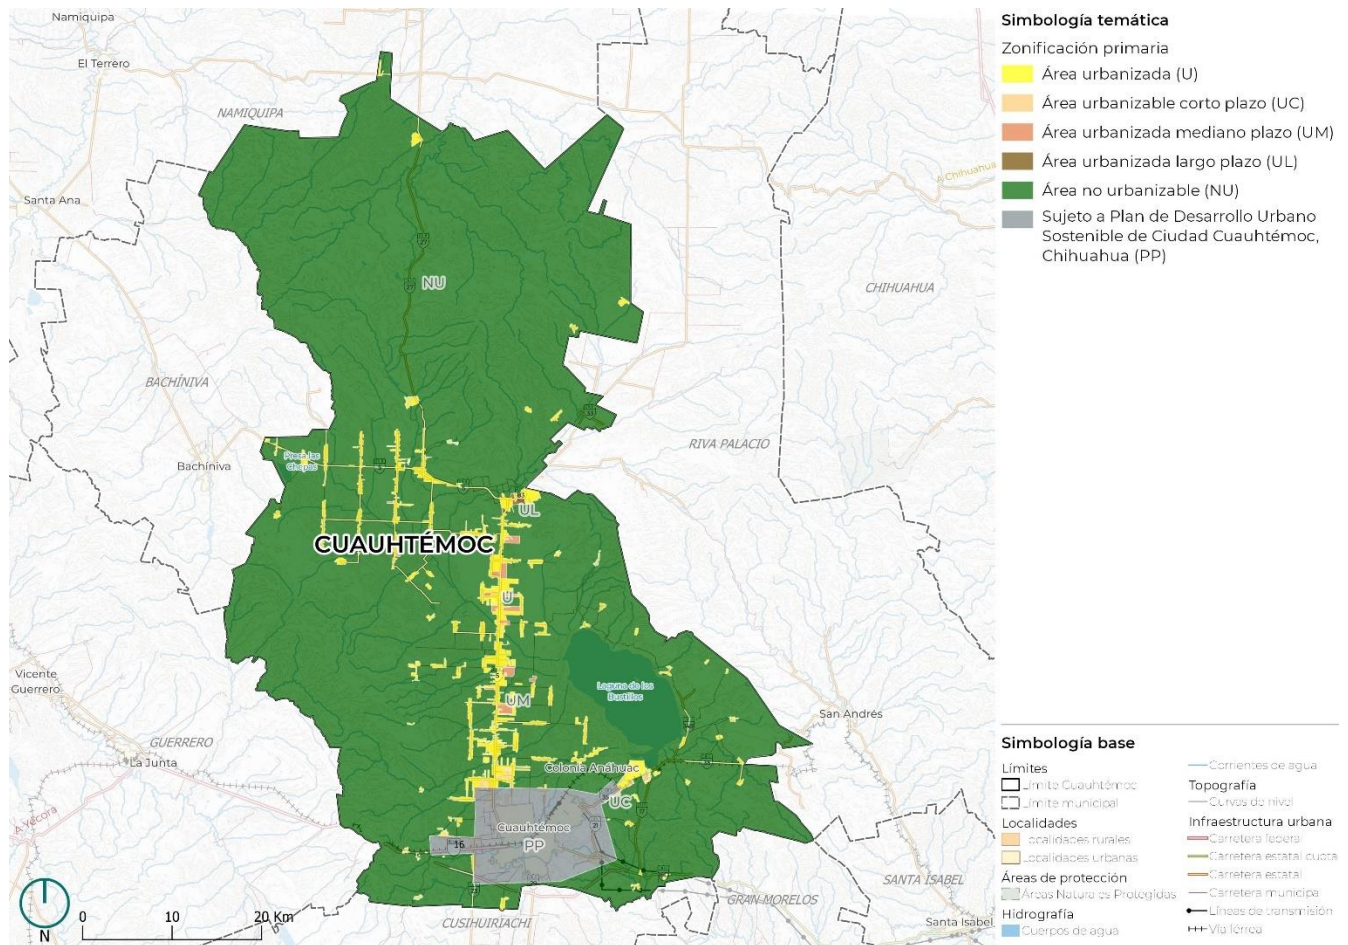 Namiquipa
El Terrero
NAMIQUIPA
Santa Ana
A Chihuahua
CHIHUAHUA
NU
BACHÍNIVA
Bachíniva
RIVA PALACIO
Presa las
Chepas
UL
CUAUHTÉMOC
U
Laguna de los
Bustillos
UM
Vicente
Guerrero
GUERRERO
La Junta
San Andrés
Colonia Anáhuac
UC
Cuauhtémoc
PP
16
A Yécora
SANTA ISABEL
GRAN MORELOS
CUSIHUIRIACHI
Santa Isabel
0 10 20 Km
N
Simbología temática
Zonificación primaria
Área urbanizada (U)
Área urbanizable corto plazo (UC)
Área urbanizada mediano plazo (UM)
Área urbanizada largo plazo (UL)
Área no urbanizable (NU)
Sujeto a Plan de Desarrollo Urbano
Sostenible de Ciudad Cuauhtémoc,
Chihuahua (PP)
Simbología base
Límites
Límite Cuauhtémoc
Límite municipal
Localidades
Localidades rurales
Localidades urbanas
Áreas de protección
Áreas Naturales Protegidas
Hidrografía
Cuerpos de agua
Corrientes de agua
Topografía
Curvas de nivel
Infraestructura urbana
Carretera federal
Carretera estatal cuota
Carretera estatal
Carretera municipal
Líneas de transmisión
Vía férrea